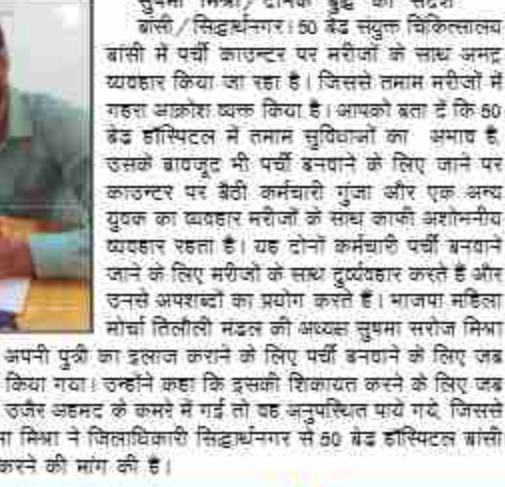 सुषमा मिश्रा/ दैनिक बुद्ध का संदेश
बांसी/सिद्धार्थनगर। 50 बेड संयुक्त चिकित्सालय
बांसी में पर्ची काउन्टर पर मरीजों के साथ अभद्र
व्यवहार किया जा रहा है। जिससे तमाम मरीजों में
गहरा आक्रोश व्यक्त किया है। आपको बता दें कि 50
बेड हॉस्पिटल में तमाम सुविधाओं का अभाव है,
उसके बावजूद भी पर्ची बनवाने के लिए जाने पर
काउन्टर पर बैठी कर्मचारी गुंजा और एक अन्य
युवक का व्यवहार मरीजों के साथ काफी अशोभनीय
व्यवहार रहता है। यह दोनों कर्मचारी पर्ची बनवाने
जाने के लिए मरीजों के साथ दुर्व्यवहार करते हैं और
उनसे अपशब्दों का प्रयोग करते हैं। भाजपा महिला
मोर्चा तिलौली मंडल की अध्यक्ष सुषमा सरोज मिश्रा
अपनी पुत्री का इलाज कराने के लिए पर्ची बनवाने के लिए जब
किया गया। उन्होंने कहा कि इसकी शिकायत करने के लिए जब
उजैर अहमद के कमरे में गई तो वह अनुपस्थित पाये गये, जिससे
मा मिश्रा ने जिलाधिकारी सिद्धार्थनगर से 50 बेड हॉस्पिटल बांसी
करने की मांग की है।